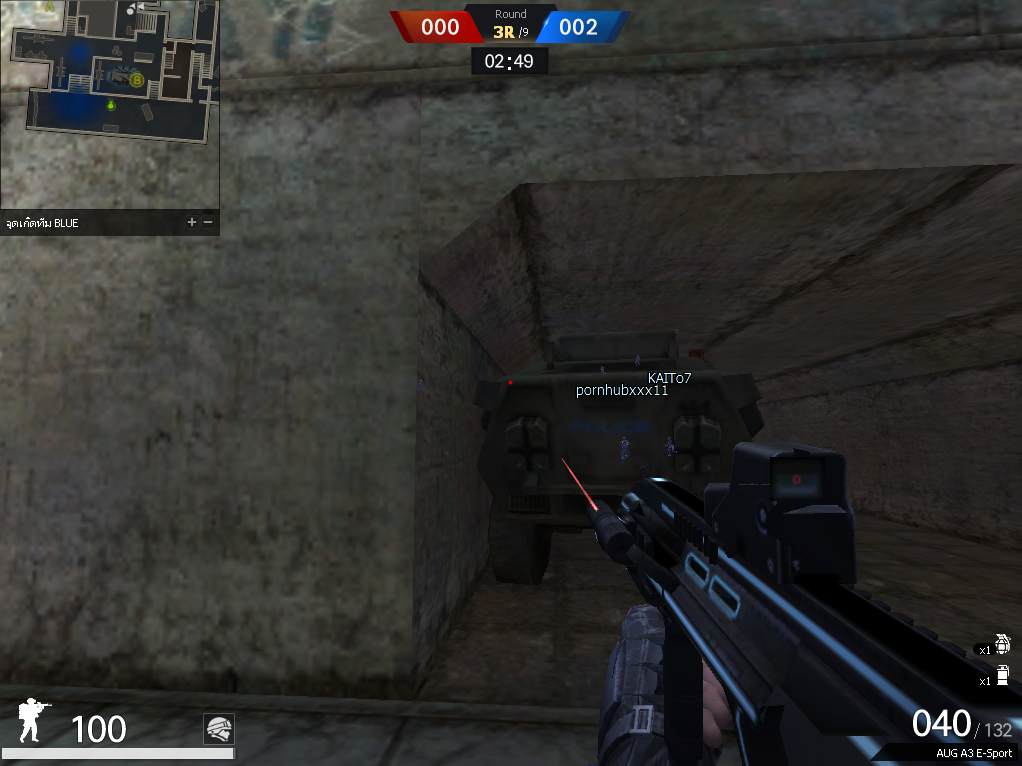 A
000
Round
3R /9
002
02:49
B
จุดเกิดทีม BLUE
+ −
KAITo7
pornhubxxx11
POLICE
x1
x1
100
040 / 132
AUG A3 E-Sport